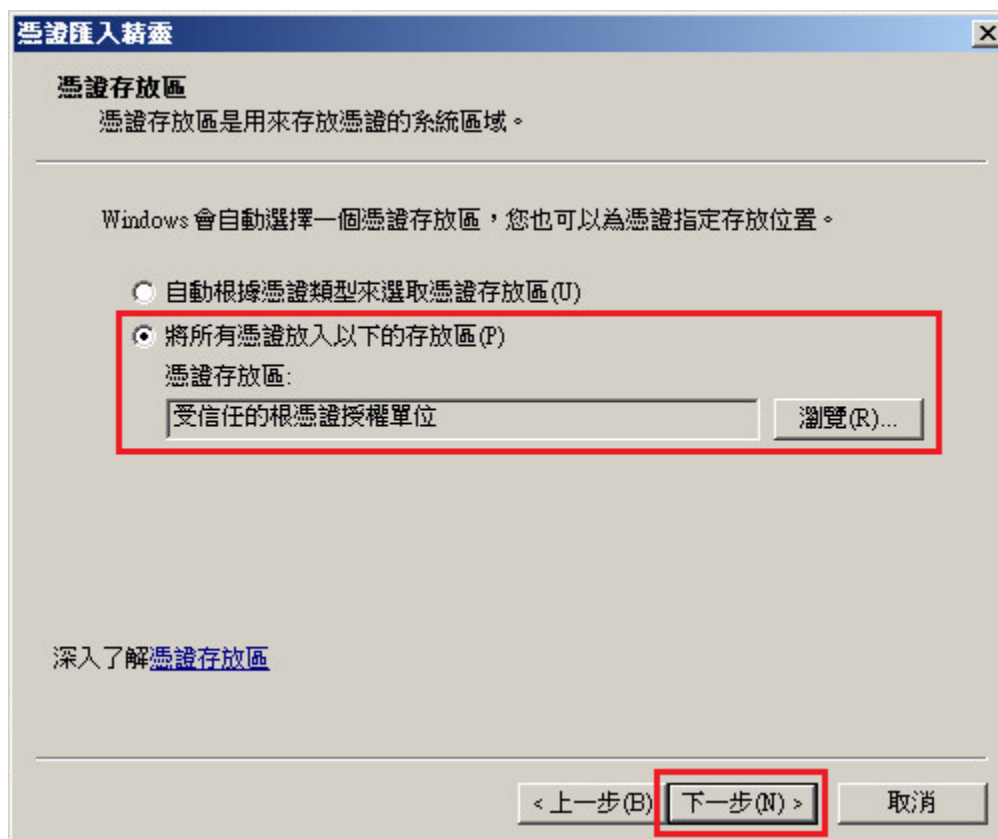 憑證匯入精靈
憑證存放區
憑證存放區是用來存放憑證的系統區域。
Windows 會自動選擇一個憑證存放區，您也可以為憑證指定存放位置。
自動根據憑證類型來選取憑證存放區(U)
將所有憑證放入以下的存放區(P)
憑證存放區:
受信任的根憑證授權單位 瀏覽(R)...
深入了解憑證存放區
< 上一步(B) 下一步(N) > 取消